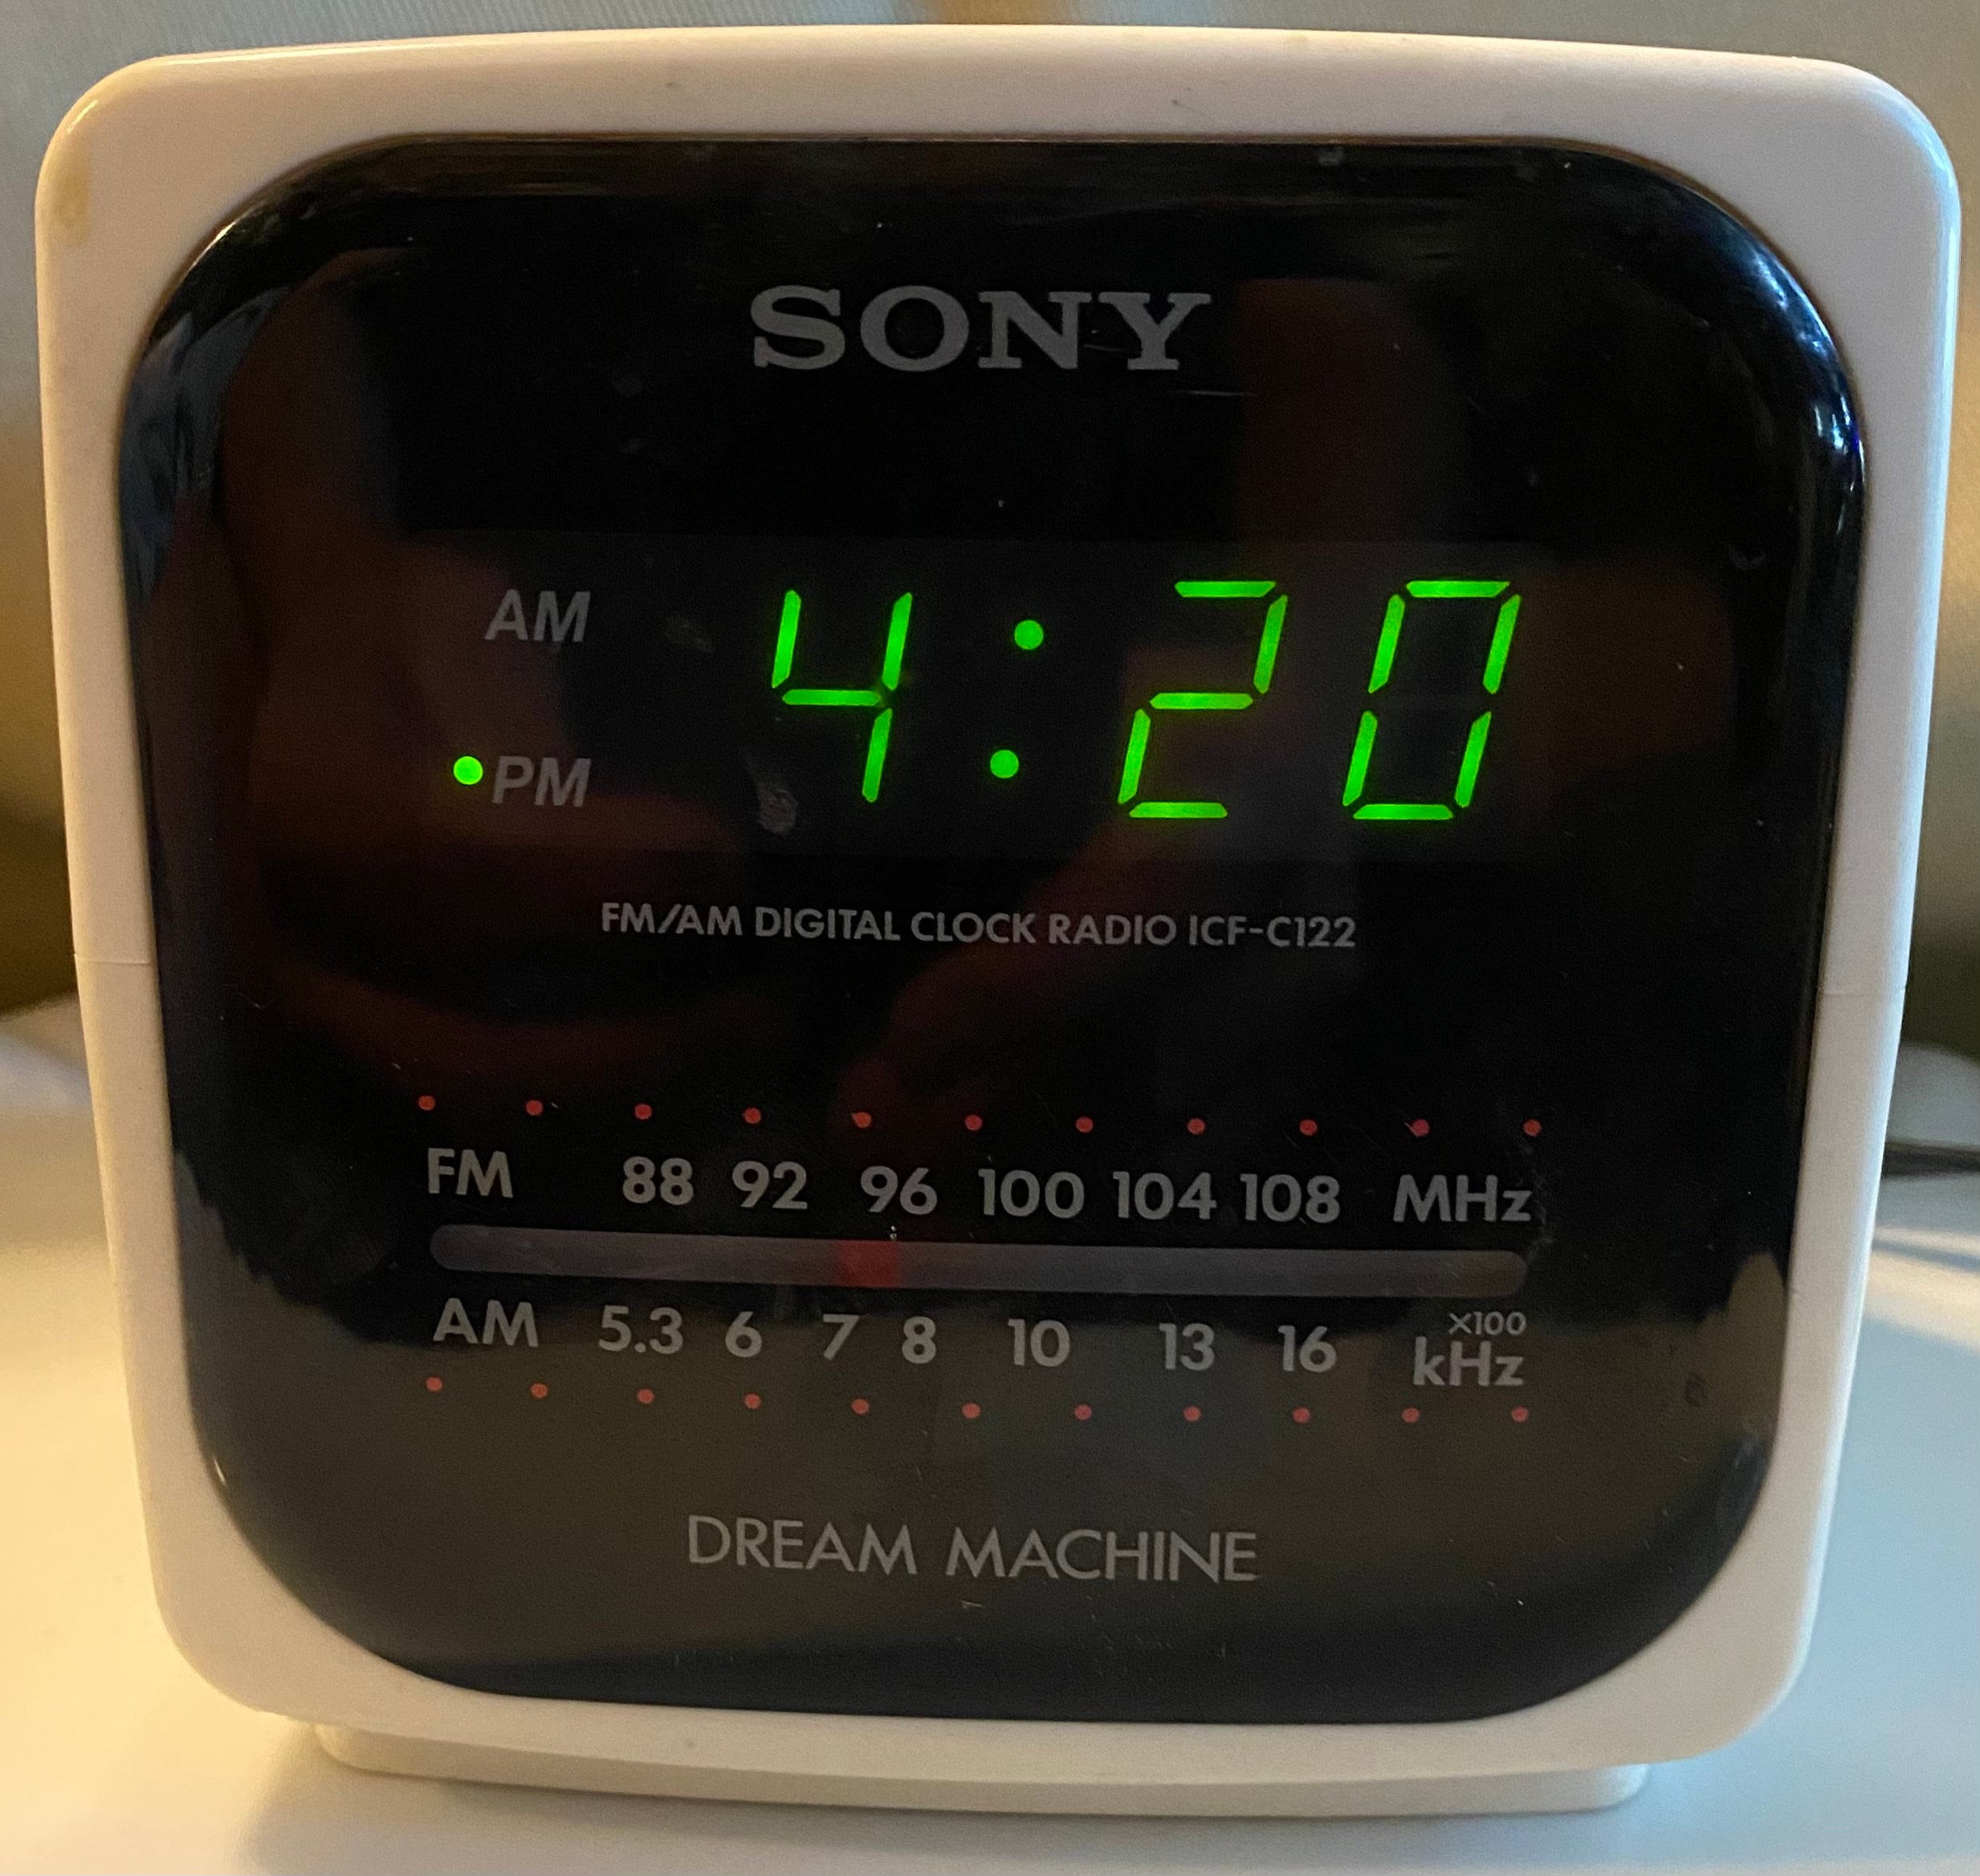 SONY
AM
4:20
PM
FM/AM DIGITAL CLOCK RADIO ICF-C122
FM 88 92 96 100 104 108 MHz
AM 5.3 6 7 8 10 13 16 ×100 kHz
DREAM MACHINE